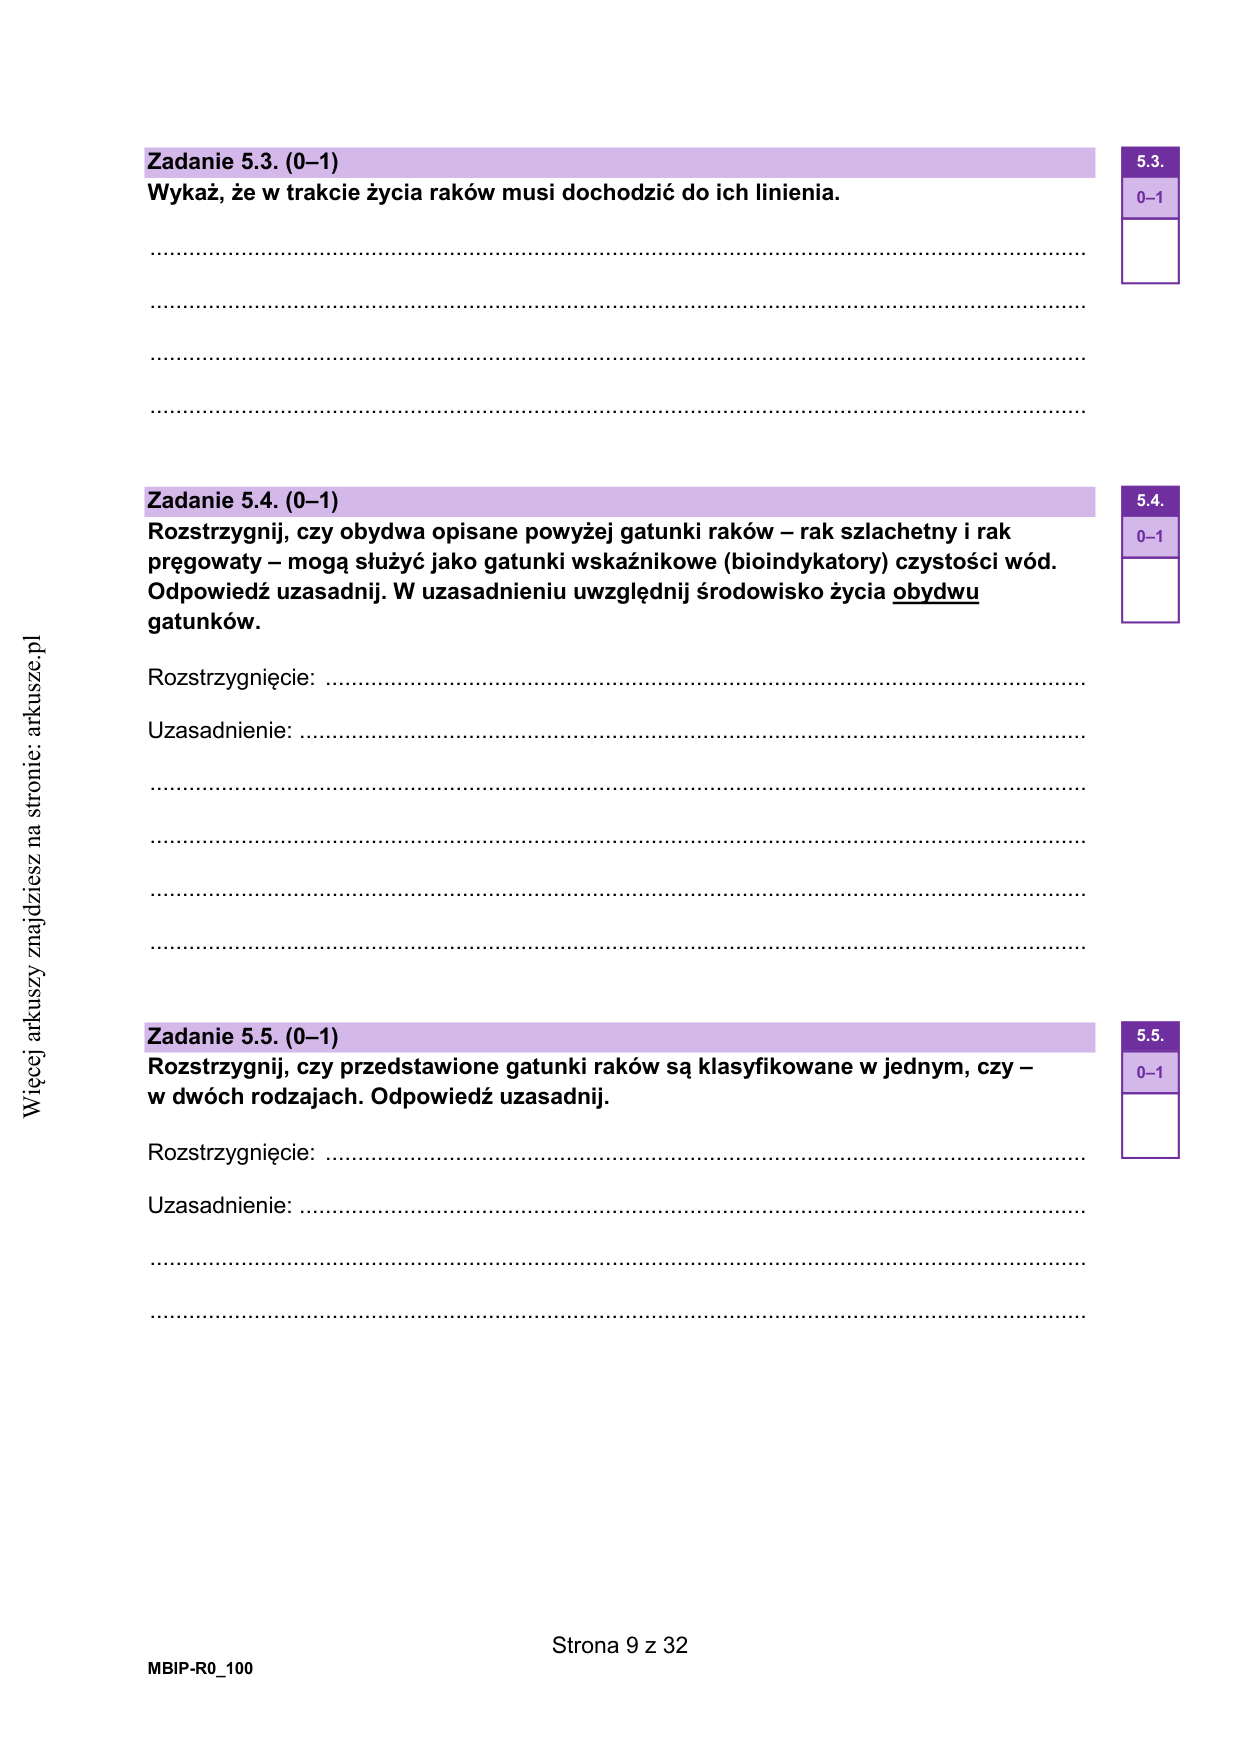 Zadanie 5.3. (0–1)
Wykaż, że w trakcie życia raków musi dochodzić do ich linienia.
5.3.
0–1
....................................................................................................
....................................................................................................
....................................................................................................
....................................................................................................
Zadanie 5.4. (0–1)
Rozstrzygnij, czy obydwa opisane powyżej gatunki raków – rak szlachetny i rak
pręgowaty – mogą służyć jako gatunki wskaźnikowe (bioindykatory) czystości wód.
Odpowiedź uzasadnij. W uzasadnieniu uwzględnij środowisko życia obydwu
gatunków.
5.4.
0–1
Rozstrzygnięcie: ....................................................................................................
Uzasadnienie: ....................................................................................................
....................................................................................................
....................................................................................................
....................................................................................................
....................................................................................................
Zadanie 5.5. (0–1)
Rozstrzygnij, czy przedstawione gatunki raków są klasyfikowane w jednym, czy –
w dwóch rodzajach. Odpowiedź uzasadnij.
5.5.
0–1
Rozstrzygnięcie: ....................................................................................................
Uzasadnienie: ....................................................................................................
....................................................................................................
....................................................................................................
Strona 9 z 32
MBIP-R0_100
Więcej arkuszy znajdziesz na stronie: arkusze.pl